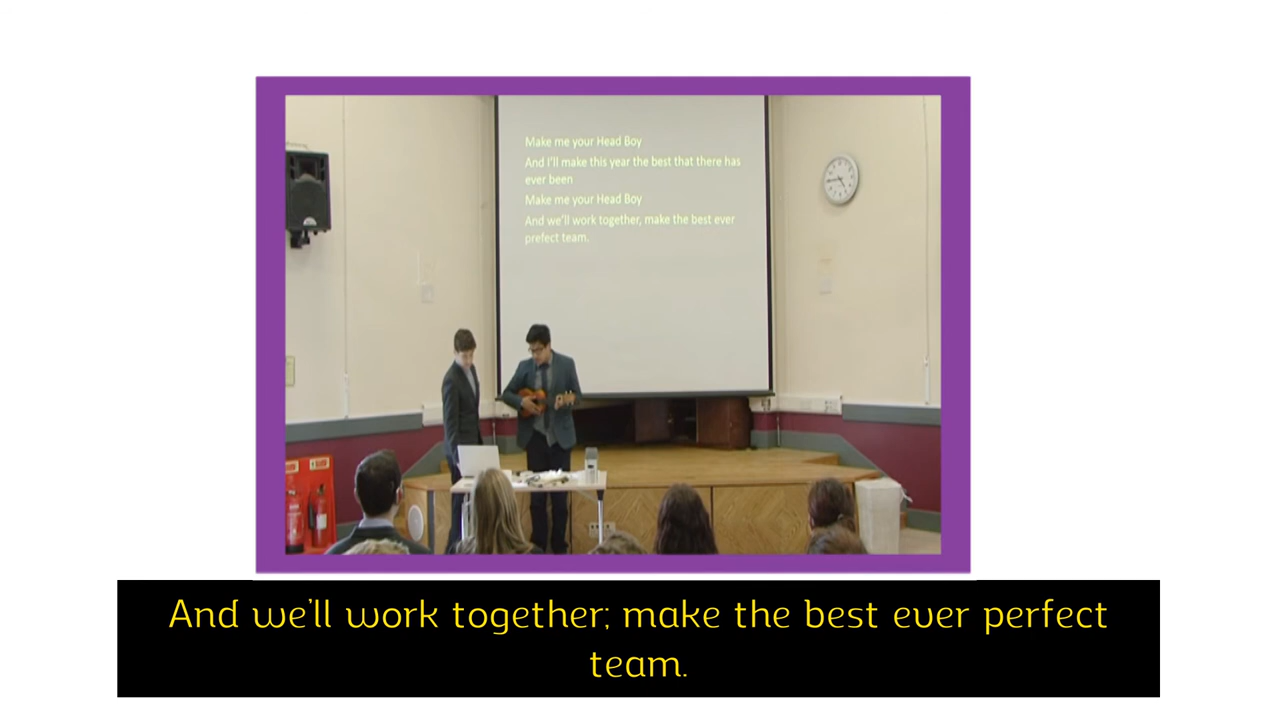 Make me your Head Boy
And I'll make this year the best that there has
ever been
Make me your Head Boy
And we'll work together, make the best ever
prefect team.
And we'll work together; make the best ever perfect
team.